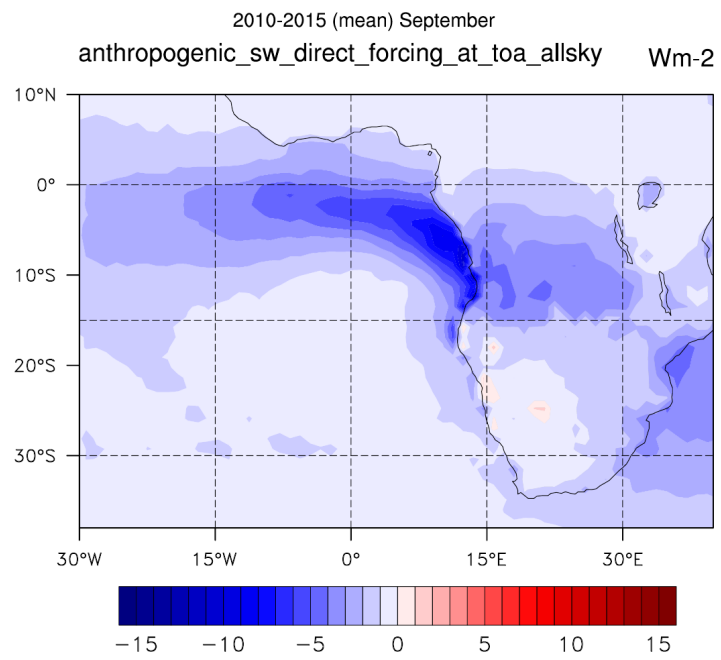 2010-2015 (mean) September
anthropogenic_sw_direct_forcing_at_toa_allsky Wm-2
10°N
0°
10°S
20°S
30°S
30°W 15°W 0° 15°E 30°E
−15 −10 −5 0 5 10 15